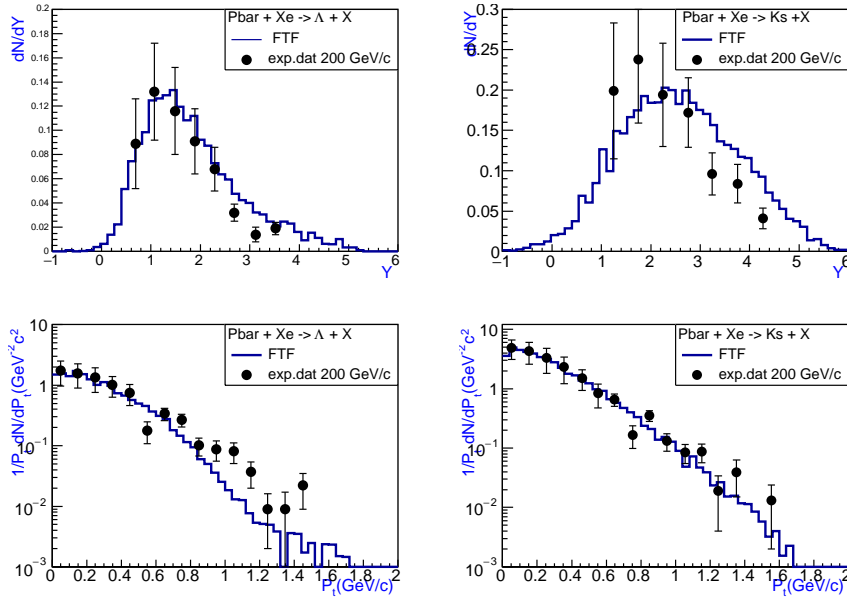 dN/dY
0.18
0.16
0.14
0.12
0.1
0.08
0.06
0.04
0.02
0
−1 0 1 2 3 4 5 6
Y
Pbar + Xe -> Λ + X
FTF
exp.dat 200 GeV/c
dN/dY
0.3
0.25
0.2
0.15
0.1
0.05
0
−1 0 1 2 3 4 5 6
Y
Pbar + Xe -> Ks +X
FTF
exp.dat 200 GeV/c
1/Pt dN/dPt(GeV⁻²c²
10
1
10⁻¹
10⁻²
10⁻³
0 0.2 0.4 0.6 0.8 1 1.2 1.4 1.6 1.8 2
Pt(GeV/c)
Pbar + Xe -> Λ + X
FTF
exp.dat 200 GeV/c
1/Pt dN/dPt(GeV⁻²c²
10
1
10⁻¹
10⁻²
10⁻³
0 0.2 0.4 0.6 0.8 1 1.2 1.4 1.6 1.8 2
Pt(GeV/c)
Pbar + Xe -> Ks + X
FTF
exp.dat 200 GeV/c